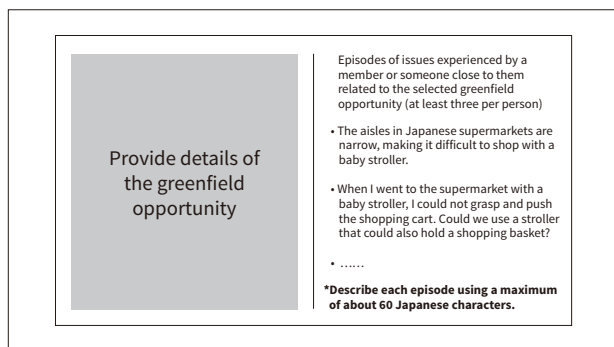 Provide details of
the greenfield
opportunity
Episodes of issues experienced by a
member or someone close to them
related to the selected greenfield
opportunity (at least three per person)
• The aisles in Japanese supermarkets are
narrow, making it difficult to shop with a
baby stroller.
• When I went to the supermarket with a
baby stroller, I could not grasp and push
the shopping cart. Could we use a stroller
that could also hold a shopping basket?
• ……
*Describe each episode using a maximum
of about 60 Japanese characters.